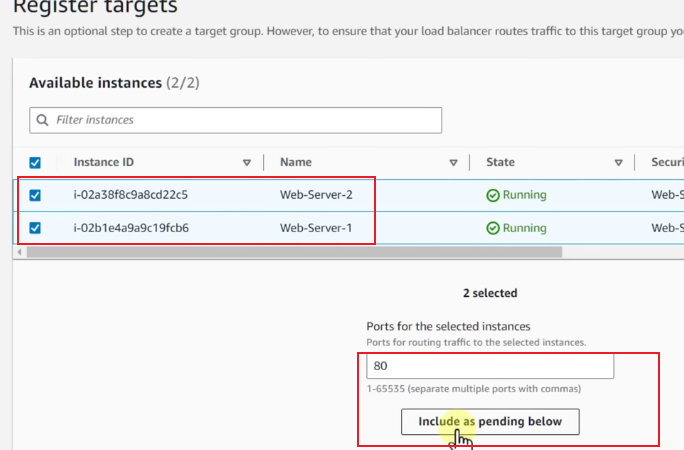 Register targets
This is an optional step to create a target group. However, to ensure that your load balancer routes traffic to this target group yo
Available instances (2/2)
Filter instances
Instance ID Name State Securi
i-02a38f8c9a8cd22c5 Web-Server-2 Running Web-S
i-02b1e4a9a9c19fcb6 Web-Server-1 Running Web-S
2 selected
Ports for the selected instances
Ports for routing traffic to the selected instances.
80
1-65535 (separate multiple ports with commas)
Include as pending below